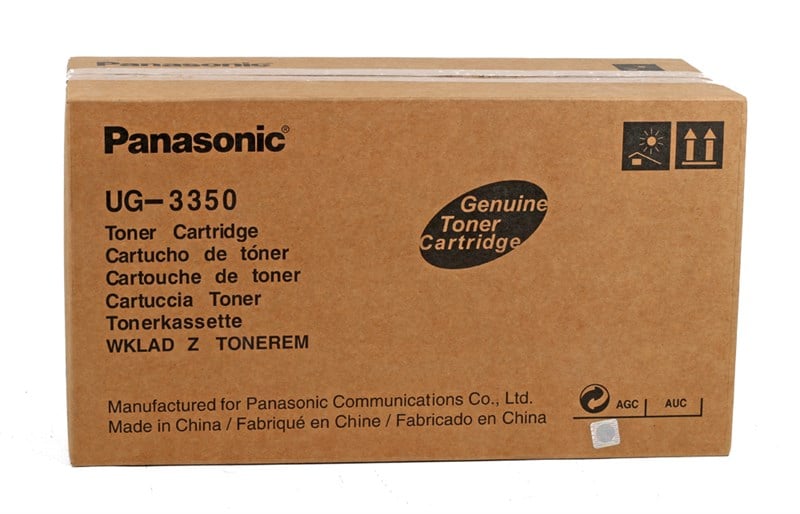 Panasonic
Panasonic®
UG-3350
Toner Cartridge
Cartucho de tóner
Cartouche de toner
Cartuccia Toner
Tonerkassette
WKLAD Z TONEREM
Genuine
Toner
Cartridge
Manufactured for Panasonic Communications Co., Ltd.
Made in China / Fabriqué en Chine / Fabricado en China
AGC AUC